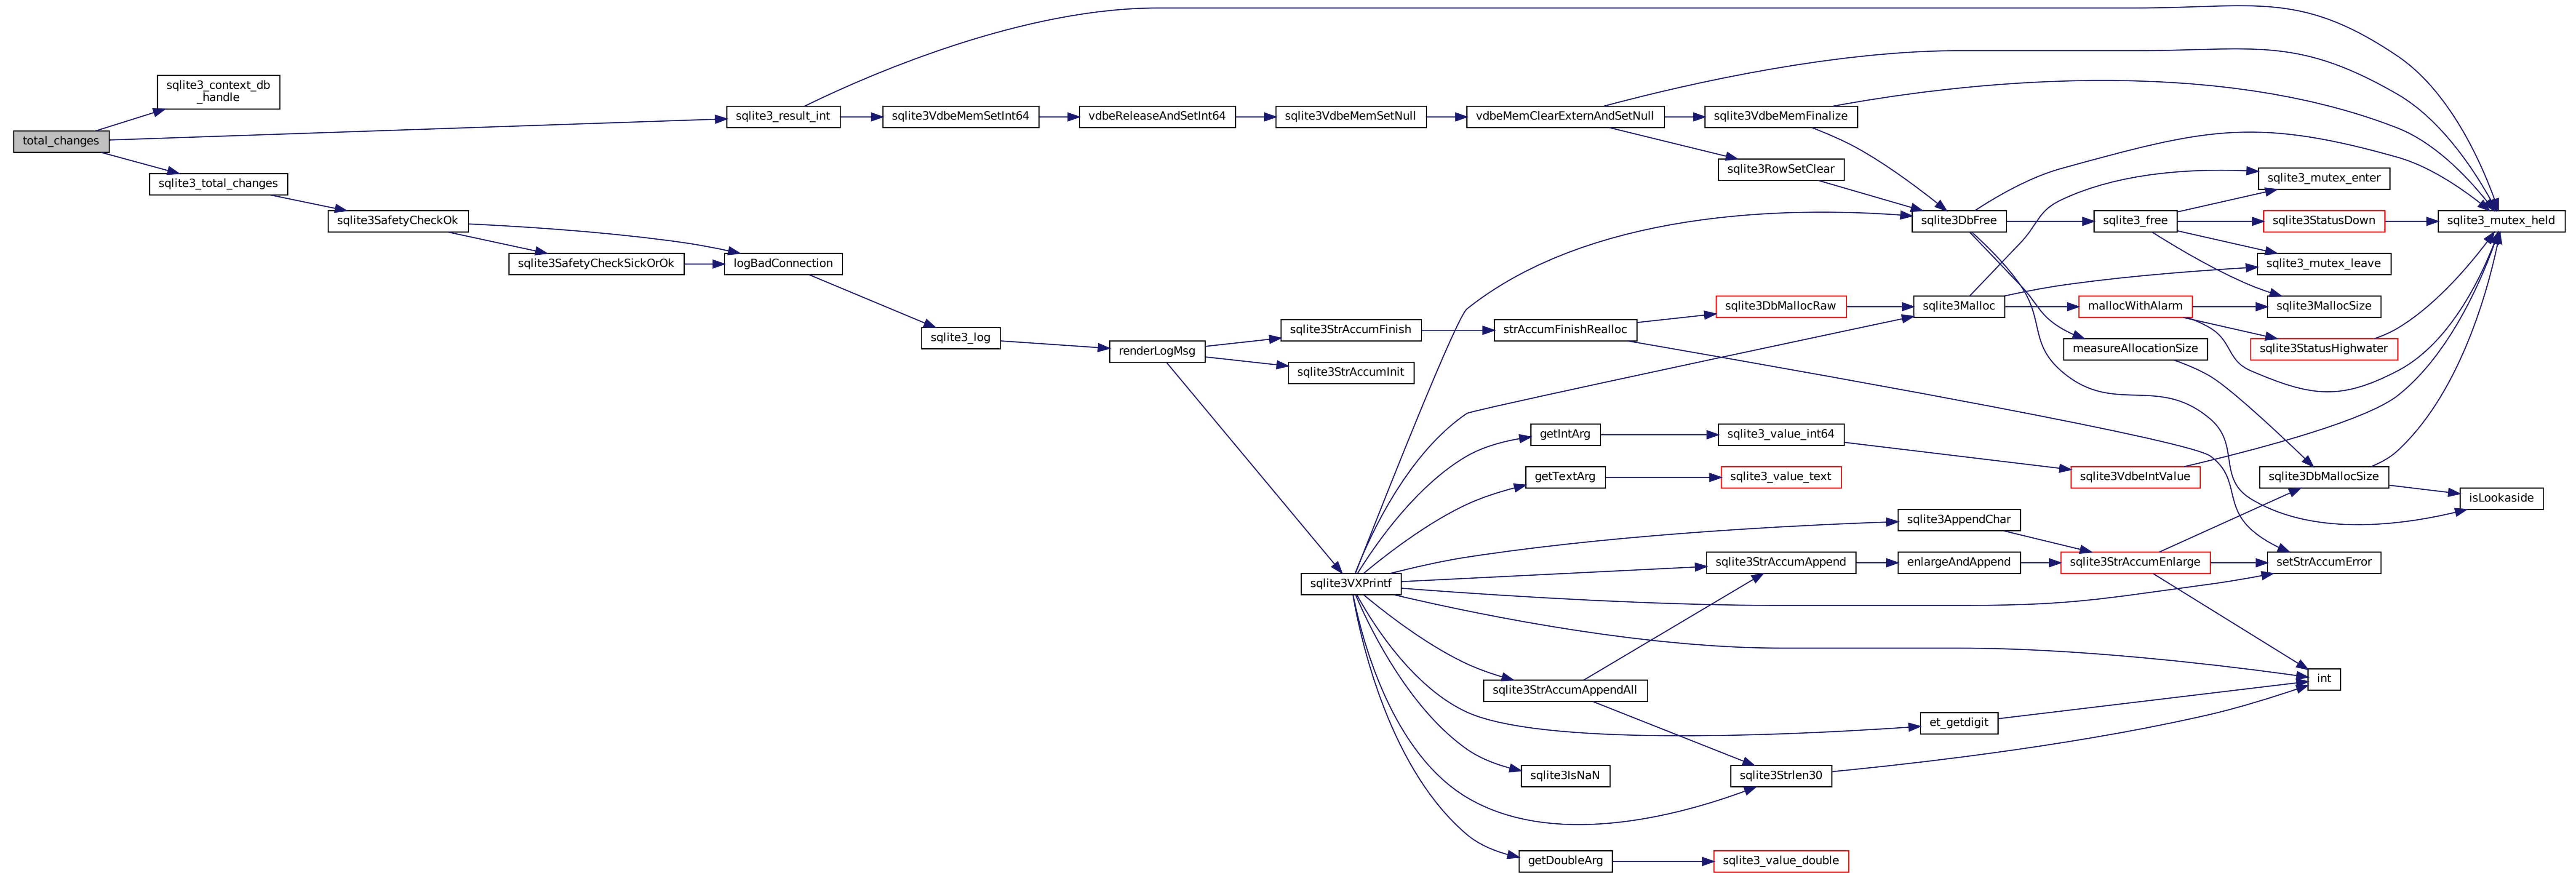 total_changes
sqlite3_context_db
_handle
sqlite3_total_changes
sqlite3SafetyCheckOk
sqlite3SafetyCheckSickOrOk
sqlite3_result_int
logBadConnection
sqlite3VdbeMemSetInt64
sqlite3_log
vdbeReleaseAndSetInt64
renderLogMsg
sqlite3VdbeMemSetNull
sqlite3StrAccumFinish
sqlite3StrAccumInit
sqlite3VXPrintf
vdbeMemClearExternAndSetNull
strAccumFinishRealloc
getIntArg
getTextArg
sqlite3StrAccumAppendAll
sqlite3IsNaN
getDoubleArg
sqlite3VdbeMemFinalize
sqlite3RowSetClear
sqlite3DbMallocRaw
sqlite3_value_int64
sqlite3_value_text
sqlite3StrAccumAppend
sqlite3Strlen30
sqlite3_value_double
sqlite3DbFree
sqlite3Malloc
sqlite3AppendChar
enlargeAndAppend
et_getdigit
sqlite3_free
mallocWithAlarm
measureAllocationSize
sqlite3VdbeIntValue
sqlite3StrAccumEnlarge
sqlite3_mutex_enter
sqlite3StatusDown
sqlite3_mutex_leave
sqlite3MallocSize
sqlite3StatusHighwater
sqlite3DbMallocSize
setStrAccumError
int
sqlite3_mutex_held
isLookaside